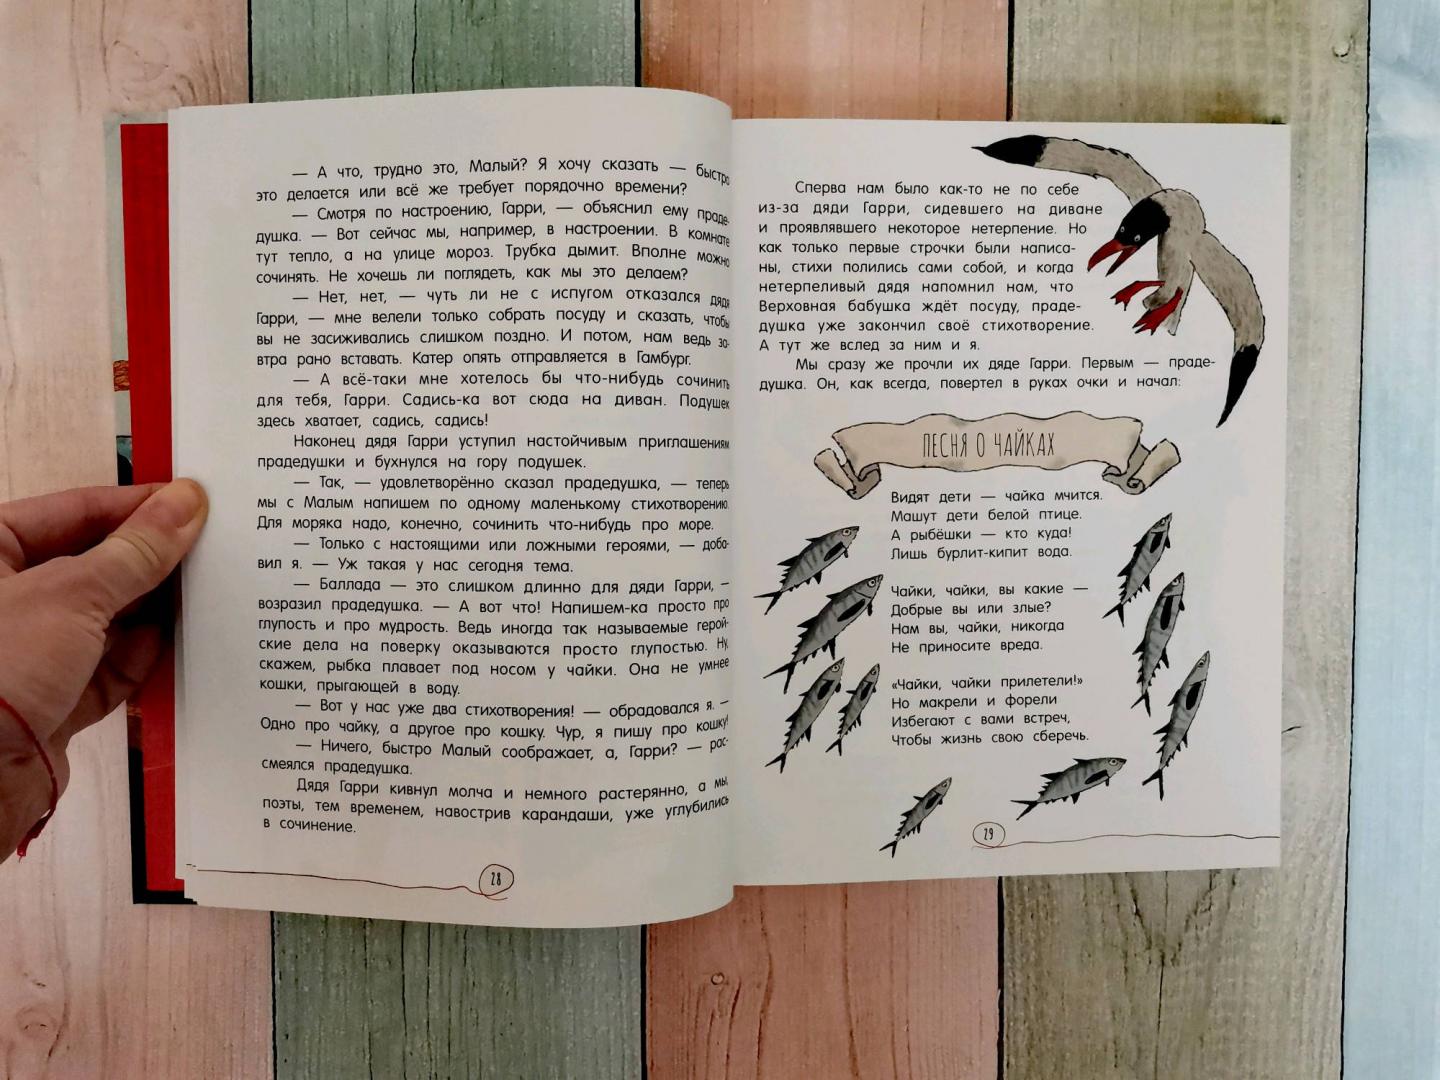 — А что, трудно это, Малый? Я хочу сказать — быстро
это делается или всё же требует порядочно времени?
— Смотря по настроению, Гарри, — объяснил ему праде-
душка. — Вот сейчас мы, например, в настроении. В комнате
тут тепло, а на улице мороз. Трубка дымит. Вполне можно
сочинять. Не хочешь ли поглядеть, как мы это делаем?
— Нет, нет, — чуть ли не с испугом отказался дядя
Гарри, — мне велели только собрать посуду и сказать, чтобы
вы не засиживались слишком поздно. И потом, нам ведь за-
втра рано вставать. Катер опять отправляется в Гамбург.
— А всё-таки мне хотелось бы что-нибудь сочинить
для тебя, Гарри. Садись-ка вот сюда на диван. Подушек
здесь хватает, садись, садись!
Наконец дядя Гарри уступил настойчивым приглашениям
прадедушки и бухнулся на гору подушек.
— Так, — удовлетворённо сказал прадедушка, — теперь
мы с Малым напишем по одному маленькому стихотворению.
Для моряка надо, конечно, сочинить что-нибудь про море.
— Только с настоящими или ложными героями, — доба-
вил я. — Уж такая у нас сегодня тема.
— Баллада — это слишком длинно для дяди Гарри, —
возразил прадедушка. — А вот что! Напишем-ка просто про
глупость и про мудрость. Ведь иногда так называемые герой-
ские дела на поверку оказываются просто глупостью. Ну,
скажем, рыбка плавает под носом у чайки. Она не умнее
кошки, прыгающей в воду.
— Вот у нас уже два стихотворения! — обрадовался я. —
Одно про чайку, а другое про кошку. Чур, я пишу про кошку!
— Ничего, быстро Малый соображает, а, Гарри? — рас-
смеялся прадедушка.
Дядя Гарри кивнул молча и немного растерянно, а мы,
поэты, тем временем, навострив карандаши, уже углубились
в сочинение.
28
Сперва нам было как-то не по себе
из-за дяди Гарри, сидевшего на диване
и проявлявшего некоторое нетерпение. Но
как только первые строчки были написа-
ны, стихи полились сами собой, и когда
нетерпеливый дядя напомнил нам, что
Верховная бабушка ждёт посуду, праде-
душка уже закончил своё стихотворение.
А тут же вслед за ним и я.
Мы сразу же прочли их дяде Гарри. Первым — праде-
душка. Он, как всегда, повертел в руках очки и начал:
ПЕСНЯ О ЧАЙКАХ
Видят дети — чайка мчится.
Машут дети белой птице.
А рыбёшки — кто куда!
Лишь бурлит-кипит вода.
Чайки, чайки, вы какие —
Добрые вы или злые?
Нам вы, чайки, никогда
Не приносите вреда.
«Чайки, чайки прилетели!»
Но макрели и форели
Избегают с вами встреч,
Чтобы жизнь свою сберечь.
29